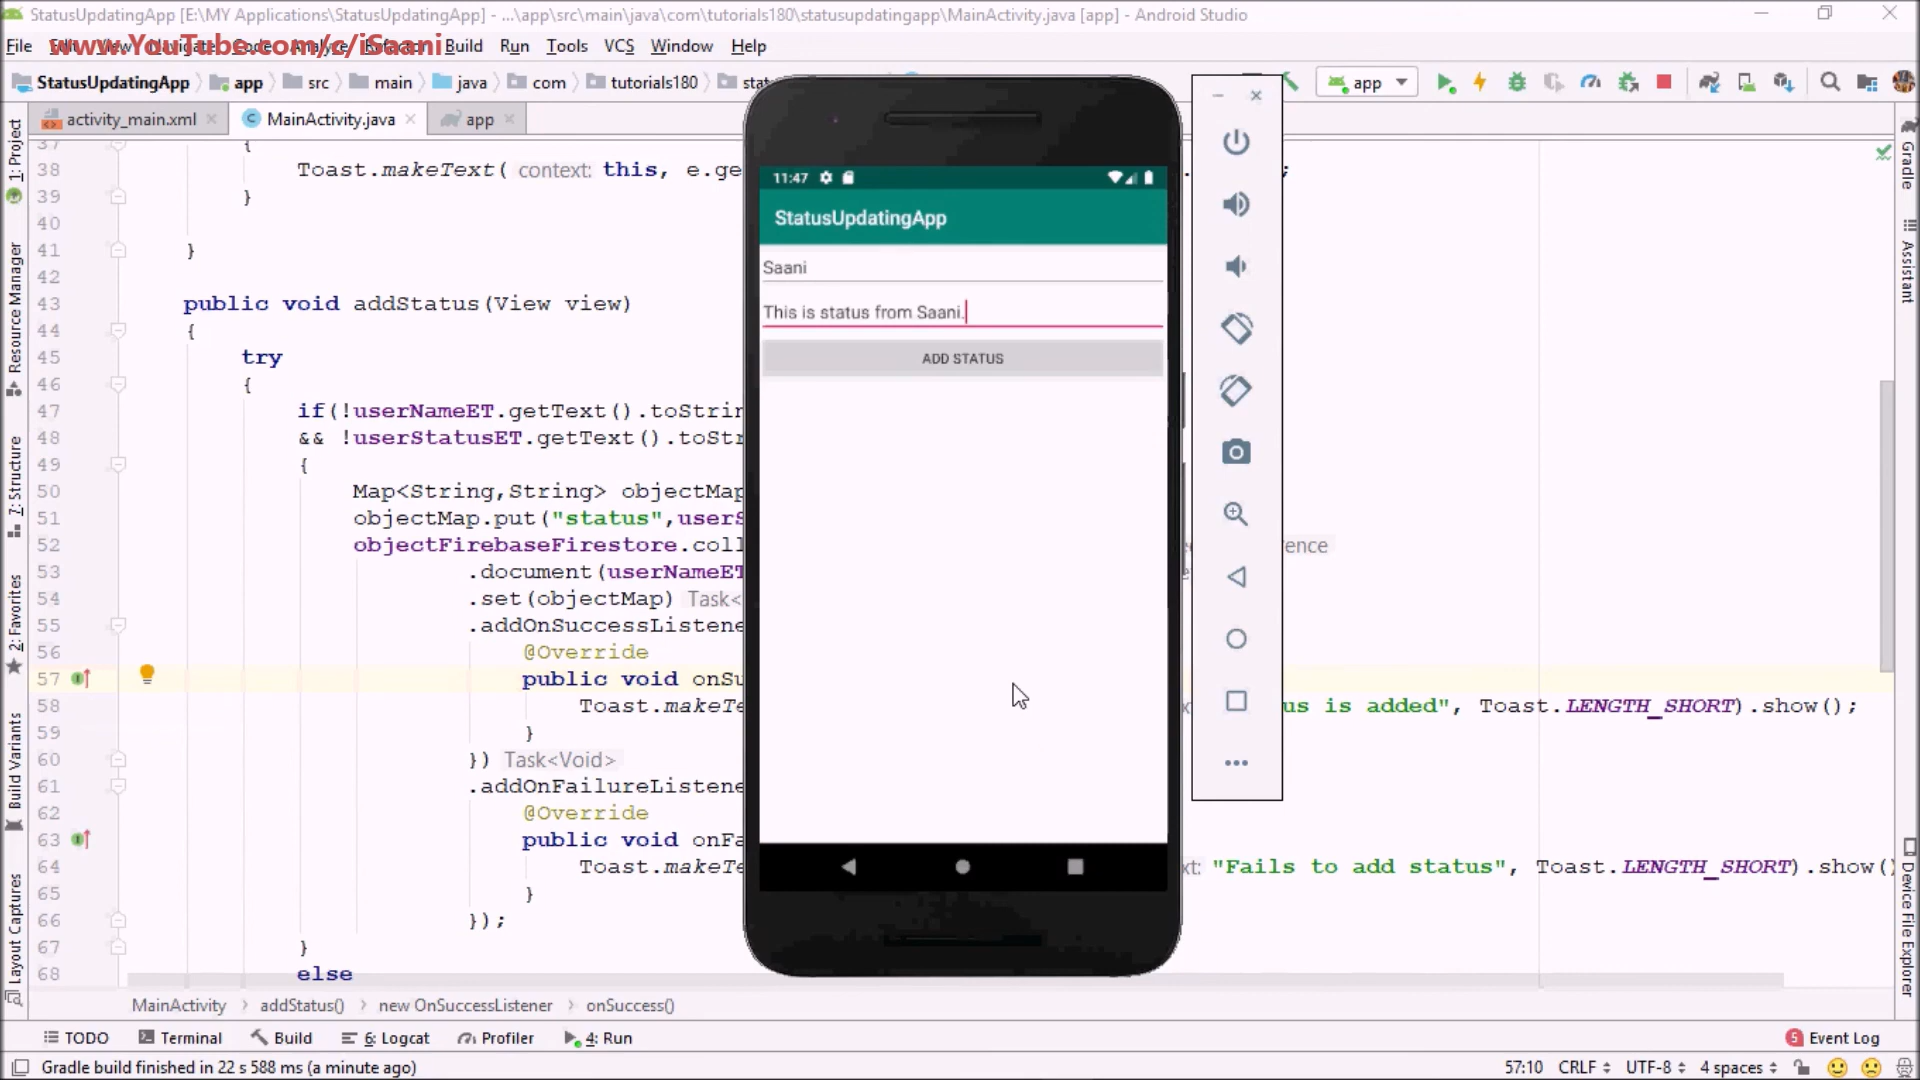 StatusUpdatingApp [E:\MY Applications\StatusUpdatingApp] - ...\app\src\main\java\com\tutorials180\statusupdatingapp\MainActivity.java [app] - Android Studio
www.YouTube.com/c/iSaani
File Edit View Navigate Code Analyze Refactor Build Run Tools VCS Window Help
StatusUpdatingApp app src main java com tutorials180 app
activity_main.xml MainActivity.java app
37 {
38 Toast.makeText( context: this, e.ge ;
39 }
40
41 }
42
43 public void addStatus(View view)
44 {
45 try
46 {
47 if(!userNameET.getText().toStrin
48 && !userStatusET.getText().toStr
49 {
50 Map<String,String> objectMap
51 objectMap.put("status",userS
52 objectFirebaseFirestore.coll ence
53 .document(userNameET
54 .set(objectMap) Task<
55 .addOnSuccessListene
56 @Override
57 public void onSu
58 Toast.makeTe us is added", Toast.LENGTH_SHORT).show();
59 }
60 }) Task<Void>
61 .addOnFailureListene
62 @Override
63 public void onFa
64 Toast.makeTe xt: "Fails to add status", Toast.LENGTH_SHORT).show()
65 }
66 });
67 }
68 else
11:47
StatusUpdatingApp
Saani
This is status from Saani.
ADD STATUS
1: Project
Resource Manager
7: Structure
2: Favorites
Build Variants
Layout Captures
Gradle
Assistant
Device File Explorer
MainActivity addStatus() new OnSuccessListener onSuccess()
TODO Terminal Build 6: Logcat Profiler 4: Run 5 Event Log
Gradle build finished in 22 s 588 ms (a minute ago) 57:10 CRLF UTF-8 4 spaces